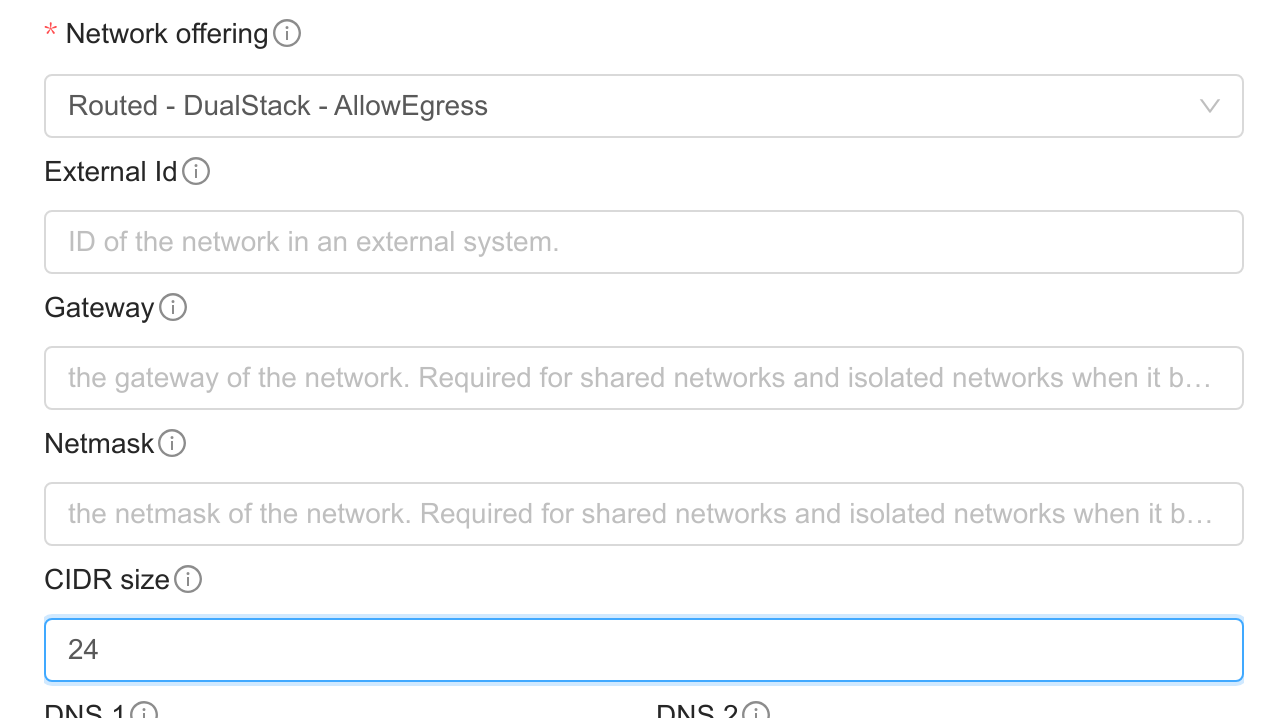 * Network offering
Routed - DualStack - AllowEgress
External Id
ID of the network in an external system.
Gateway
the gateway of the network. Required for shared networks and isolated networks when it b…
Netmask
the netmask of the network. Required for shared networks and isolated networks when it b…
CIDR size
24
DNS 1 DNS 2